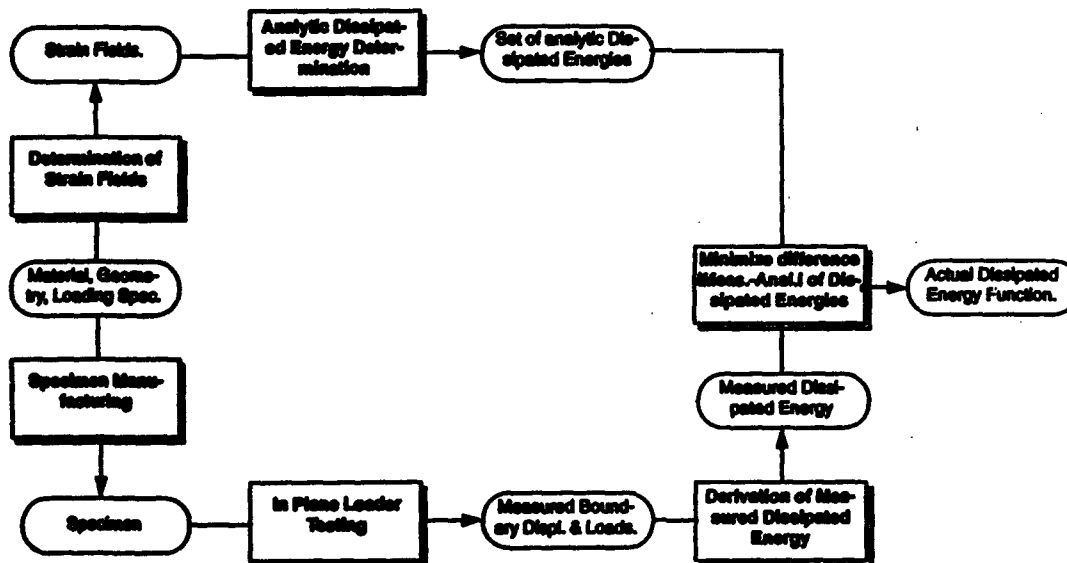 Strain Fields.
Analytic Dissipat-
ed Energy Deter-
mination
Set of analytic Dis-
sipated Energies
Determination of
Strain Fields
Material, Geome-
try, Loading Spec.
Minimize difference
|Meas.-Anal.| of Dis-
sipated Energies
Actual Dissipated
Energy Function.
Specimen Manu-
facturing
Measured Dissi-
pated Energy
Specimen
In Plane Loader
Testing
Measured Bound-
ary Displ. & Loads.
Derivation of Mea-
sured Dissipated
Energy